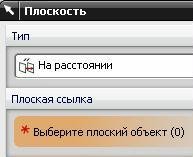 Плоскость
Тип
На расстоянии
Плоская ссылка
* Выберите плоский объект (0)